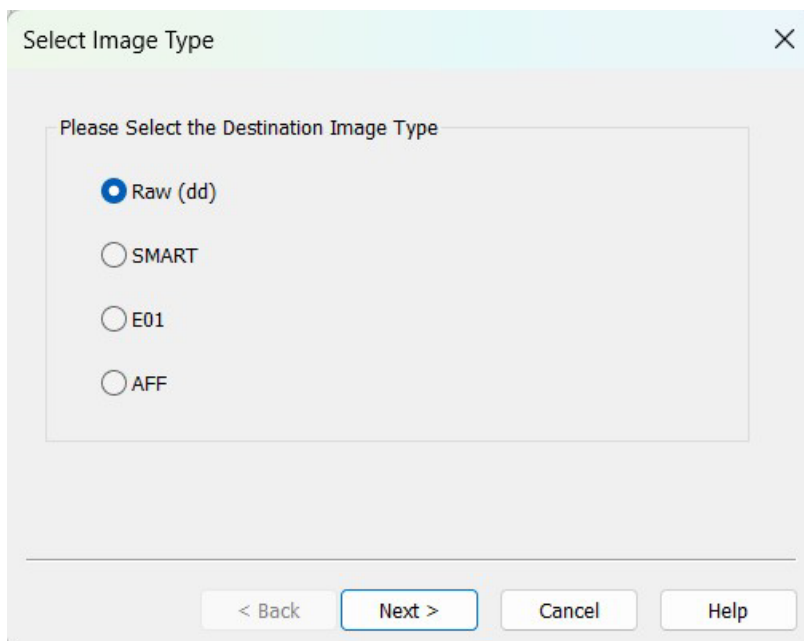 Select Image Type
Please Select the Destination Image Type
Raw (dd)
SMART
E01
AFF
< Back Next > Cancel Help